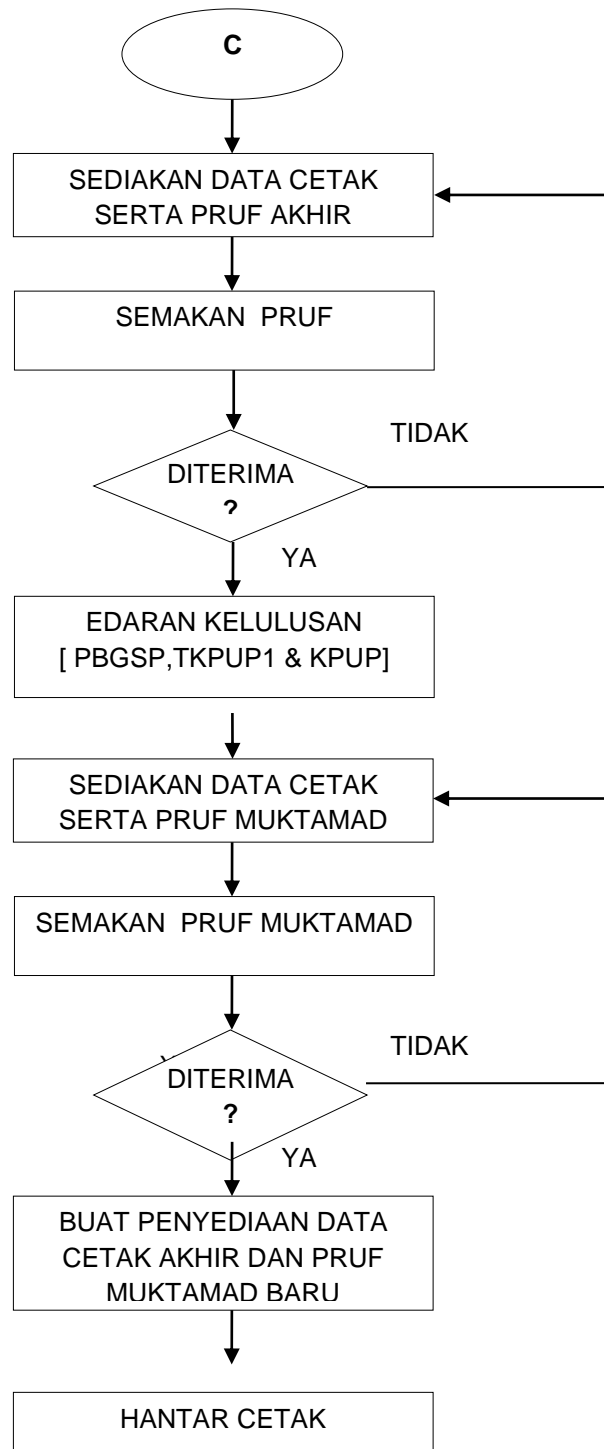 C
SEDIAKAN DATA CETAK
SERTA PRUF AKHIR
SEMAKAN PRUF
TIDAK
DITERIMA
?
YA
EDARAN KELULUSAN
[ PBGSP,TKPUP1 & KPUP]
SEDIAKAN DATA CETAK
SERTA PRUF MUKTAMAD
SEMAKAN PRUF MUKTAMAD
TIDAK
DITERIMA
?
YA
BUAT PENYEDIAAN DATA
CETAK AKHIR DAN PRUF
MUKTAMAD BARU
HANTAR CETAK